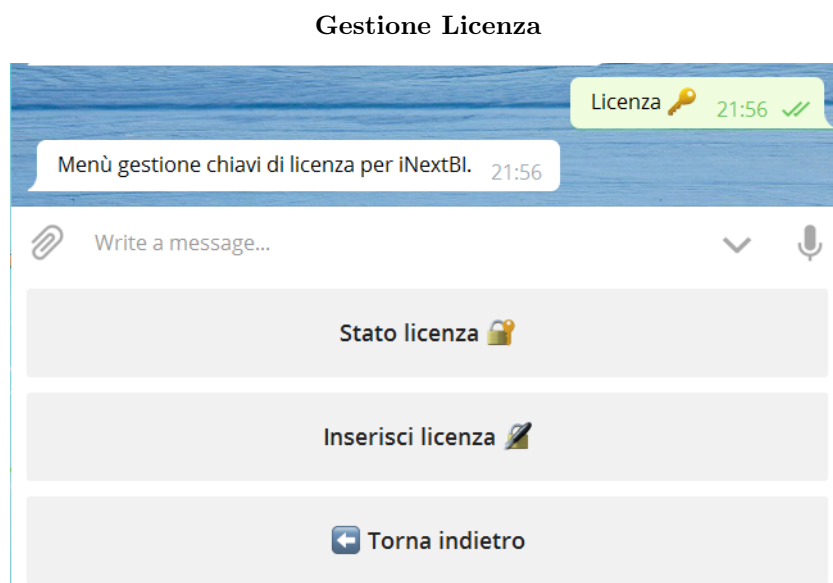 Gestione Licenza
Licenza 🔑 21:56
Menù gestione chiavi di licenza per iNextBI. 21:56
Write a message...
Stato licenza 🔐
Inserisci licenza 🔏
⬅️ Torna indietro